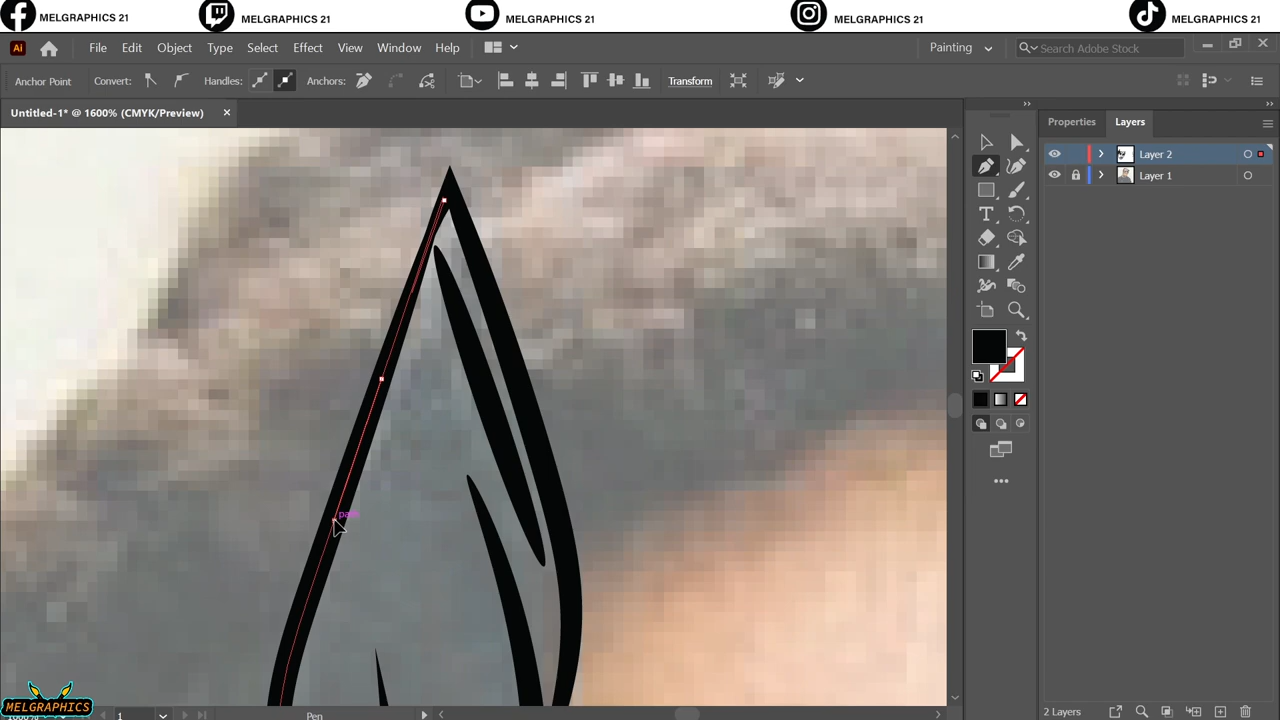 MELGRAPHICS 21
MELGRAPHICS 21
MELGRAPHICS 21
MELGRAPHICS 21
MELGRAPHICS 21
Ai
File Edit Object Type Select Effect View Window Help
Painting
Search Adobe Stock
Anchor Point
Convert:
Handles:
Anchors:
Transform
Untitled-1* @ 1600% (CMYK/Preview)
Properties
Layers
Layer 2
Layer 1
MELGRAPHICS
1
Pen
2 Layers